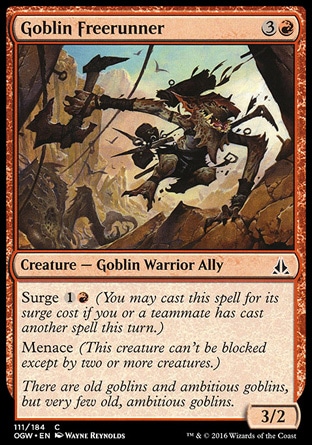 Goblin Freerunner 3
Creature — Goblin Warrior Ally
Surge 1 (You may cast this spell for its
surge cost if you or a teammate has cast
another spell this turn.)
Menace (This creature can't be blocked
except by two or more creatures.)
There are old goblins and ambitious goblins,
but very few old, ambitious goblins.
3/2
111/184 C
OGW • EN Wayne Reynolds
™ & © 2016 Wizards of the Coast